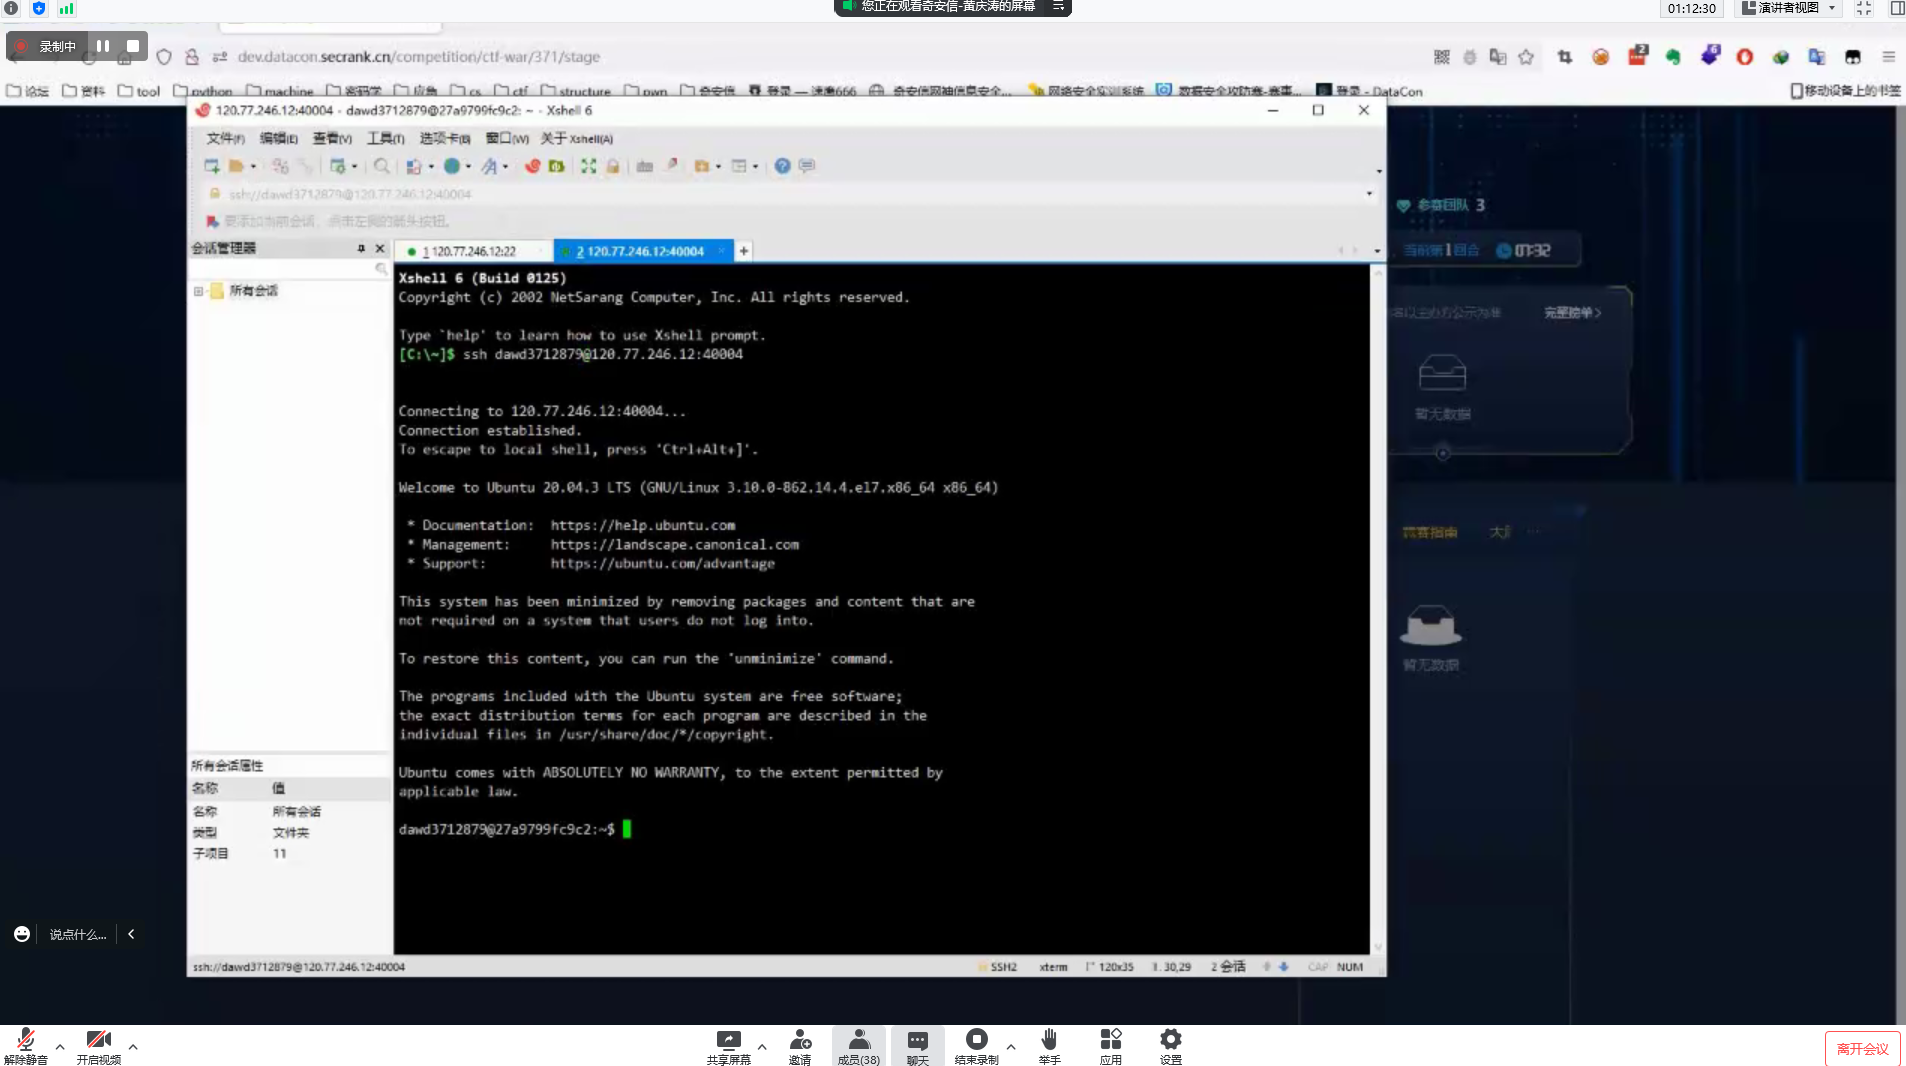 您正在观看奇安信-黄庆涛的屏幕
01:12:30
演讲者视图
录制中
dev.datacon.secrank.cn/competition/ctf-war/371/stage
论坛
资料
tool
python
machine
密码学
应急
cs
ctf
structure
pwn
奇安信
登录 — 速魔666
奇安信网神信息安全...
网络安全实训系统
数据安全攻防赛-赛事...
登录 - DataCon
移动设备上的书签
120.77.246.12:40004 - dawd3712879@27a9799fc9c2: ~ - Xshell 6
文件(F)
编辑(E)
查看(V)
工具(T)
选项卡(B)
窗口(W)
关于 Xshell(A)
ssh://dawd3712879@120.77.246.12:40004
要添加当前会话，点击左侧的箭头按钮。
会话管理器
1 120.77.246.12:22
2 120.77.246.12:40004
+
所有会话
Xshell 6 (Build 0125)
Copyright (c) 2002 NetSarang Computer, Inc. All rights reserved.
Type `help' to learn how to use Xshell prompt.
[C:\~]$ ssh dawd3712879@120.77.246.12:40004
Connecting to 120.77.246.12:40004...
Connection established.
To escape to local shell, press 'Ctrl+Alt+]'.
Welcome to Ubuntu 20.04.3 LTS (GNU/Linux 3.10.0-862.14.4.el7.x86_64 x86_64)
* Documentation: https://help.ubuntu.com
* Management: https://landscape.canonical.com
* Support: https://ubuntu.com/advantage
This system has been minimized by removing packages and content that are
not required on a system that users do not log into.
To restore this content, you can run the 'unminimize' command.
The programs included with the Ubuntu system are free software;
the exact distribution terms for each program are described in the
individual files in /usr/share/doc/*/copyright.
Ubuntu comes with ABSOLUTELY NO WARRANTY, to the extent permitted by
applicable law.
dawd3712879@27a9799fc9c2:~$
所有会话属性
名称 值
名称 所有会话
类型 文件夹
子项目 11
ssh://dawd3712879@120.77.246.12:40004
SSH2
xterm
120x35
30,29
2 会话
CAP
NUM
参赛团队 3
当前第1回合
01:32
名以主办方公示为准
完整榜单>
暂无数据
竞赛指南
暂无数据
说点什么...
解除静音
开启视频
共享屏幕
邀请
成员(38)
聊天
结束录制
举手
应用
设置
离开会议